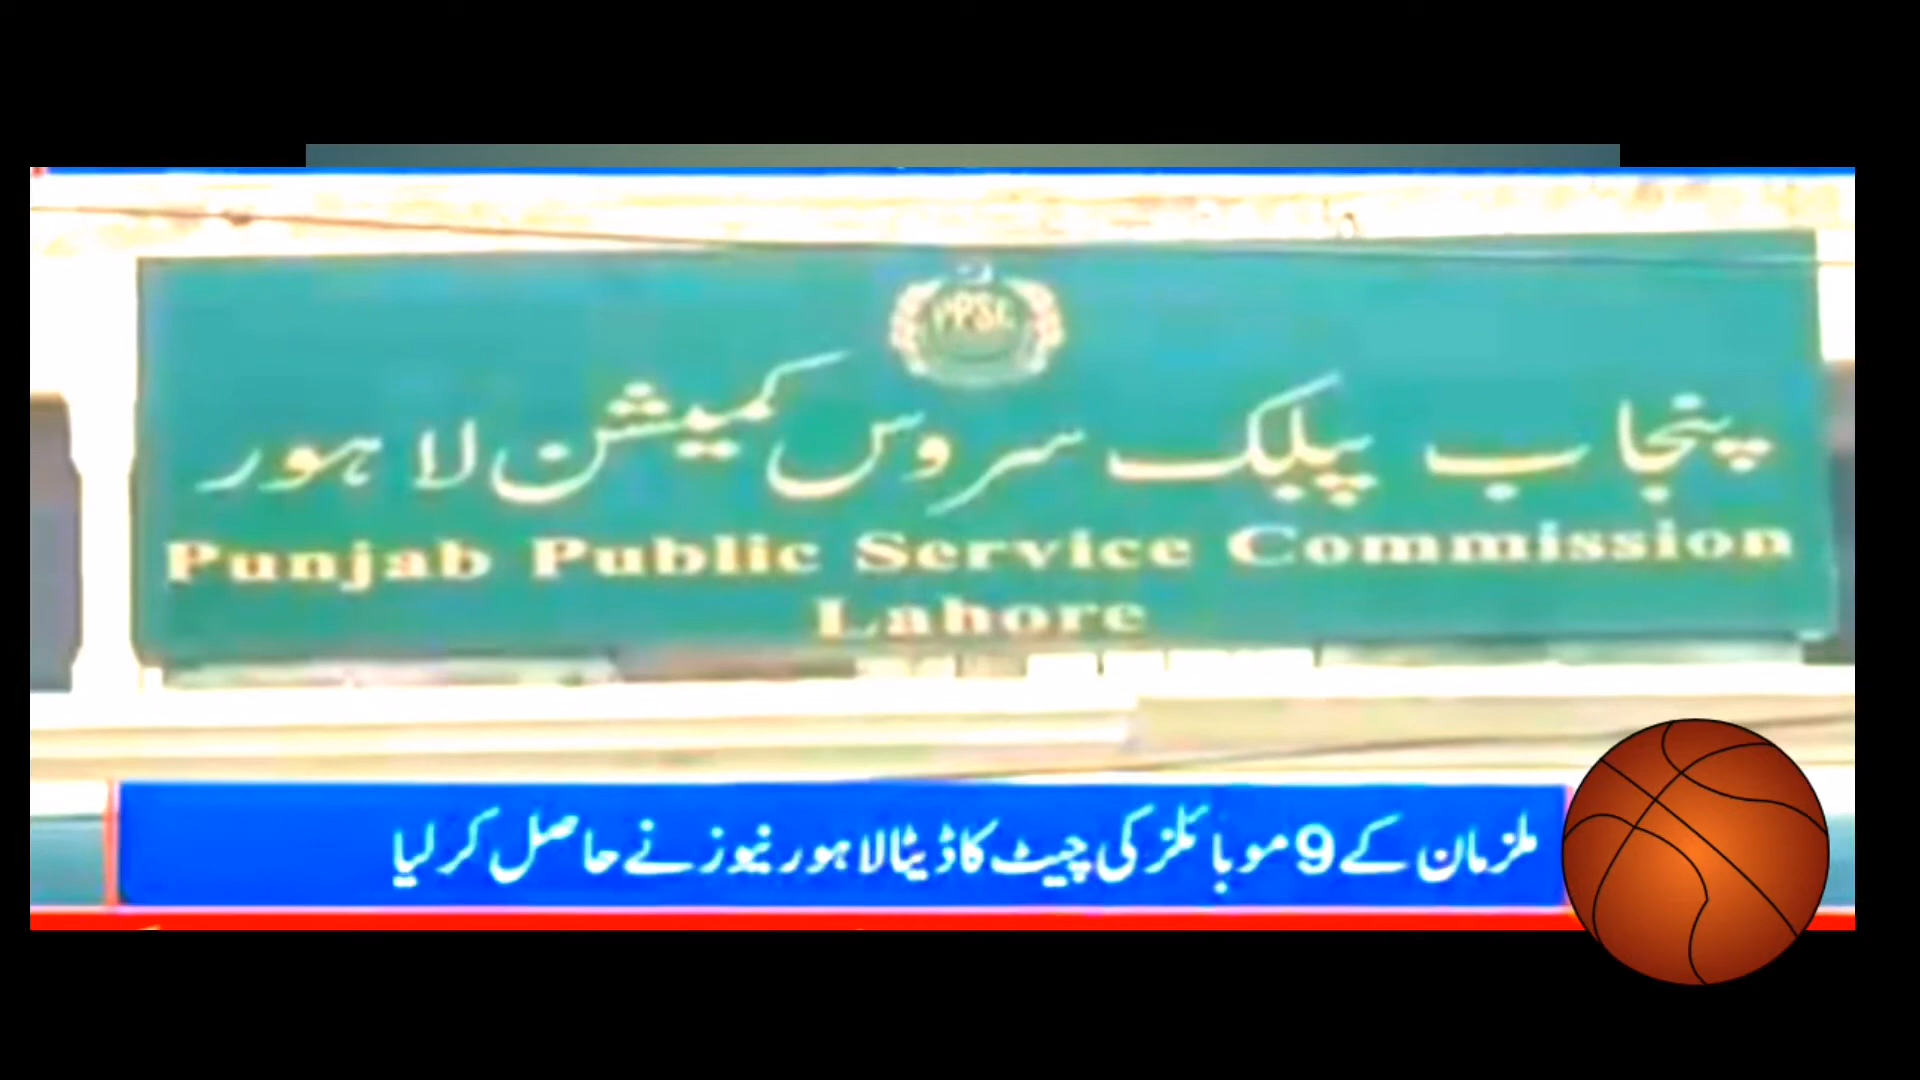 PPSC
پنجاب پبلک سروس کمیشن لاہور
Punjab Public Service Commission
Lahore
ملزمان کے 9 موبائلز کی چیٹ کا ڈیٹا لاہور نیوز نے حاصل کر لیا